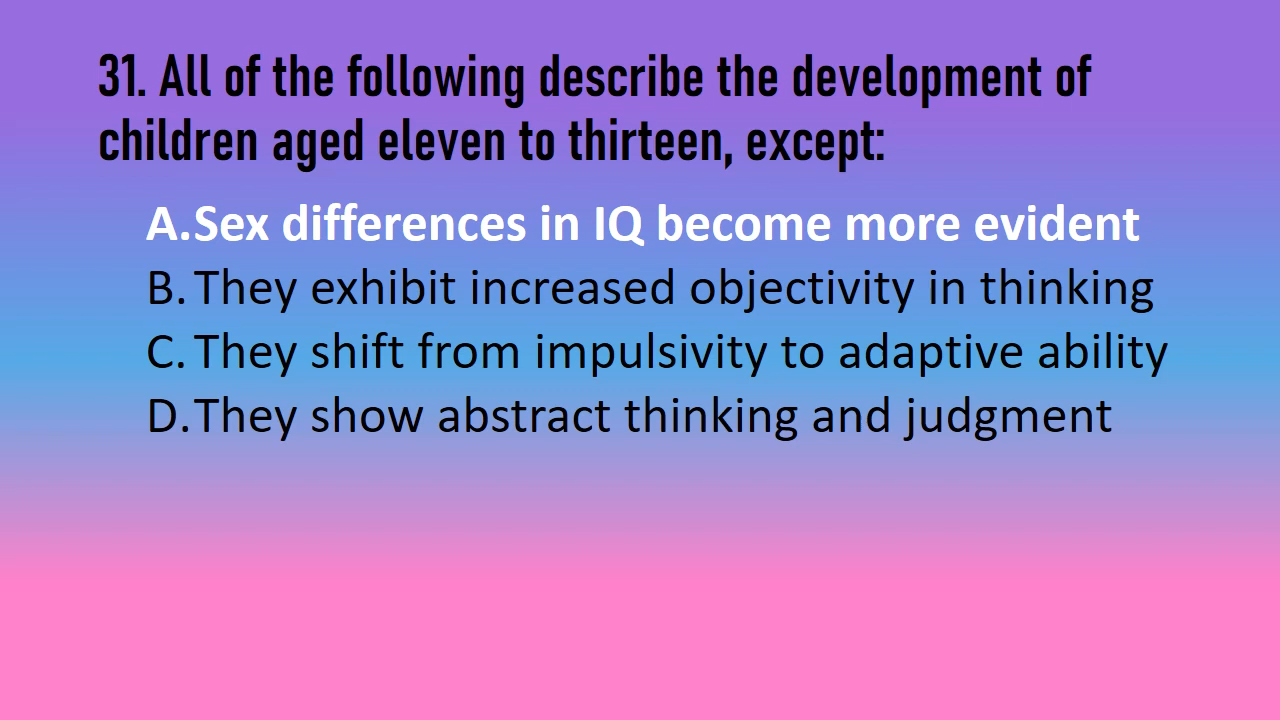 31. All of the following describe the development of
children aged eleven to thirteen, except:
A. Sex differences in IQ become more evident
B. They exhibit increased objectivity in thinking
C. They shift from impulsivity to adaptive ability
D. They show abstract thinking and judgment